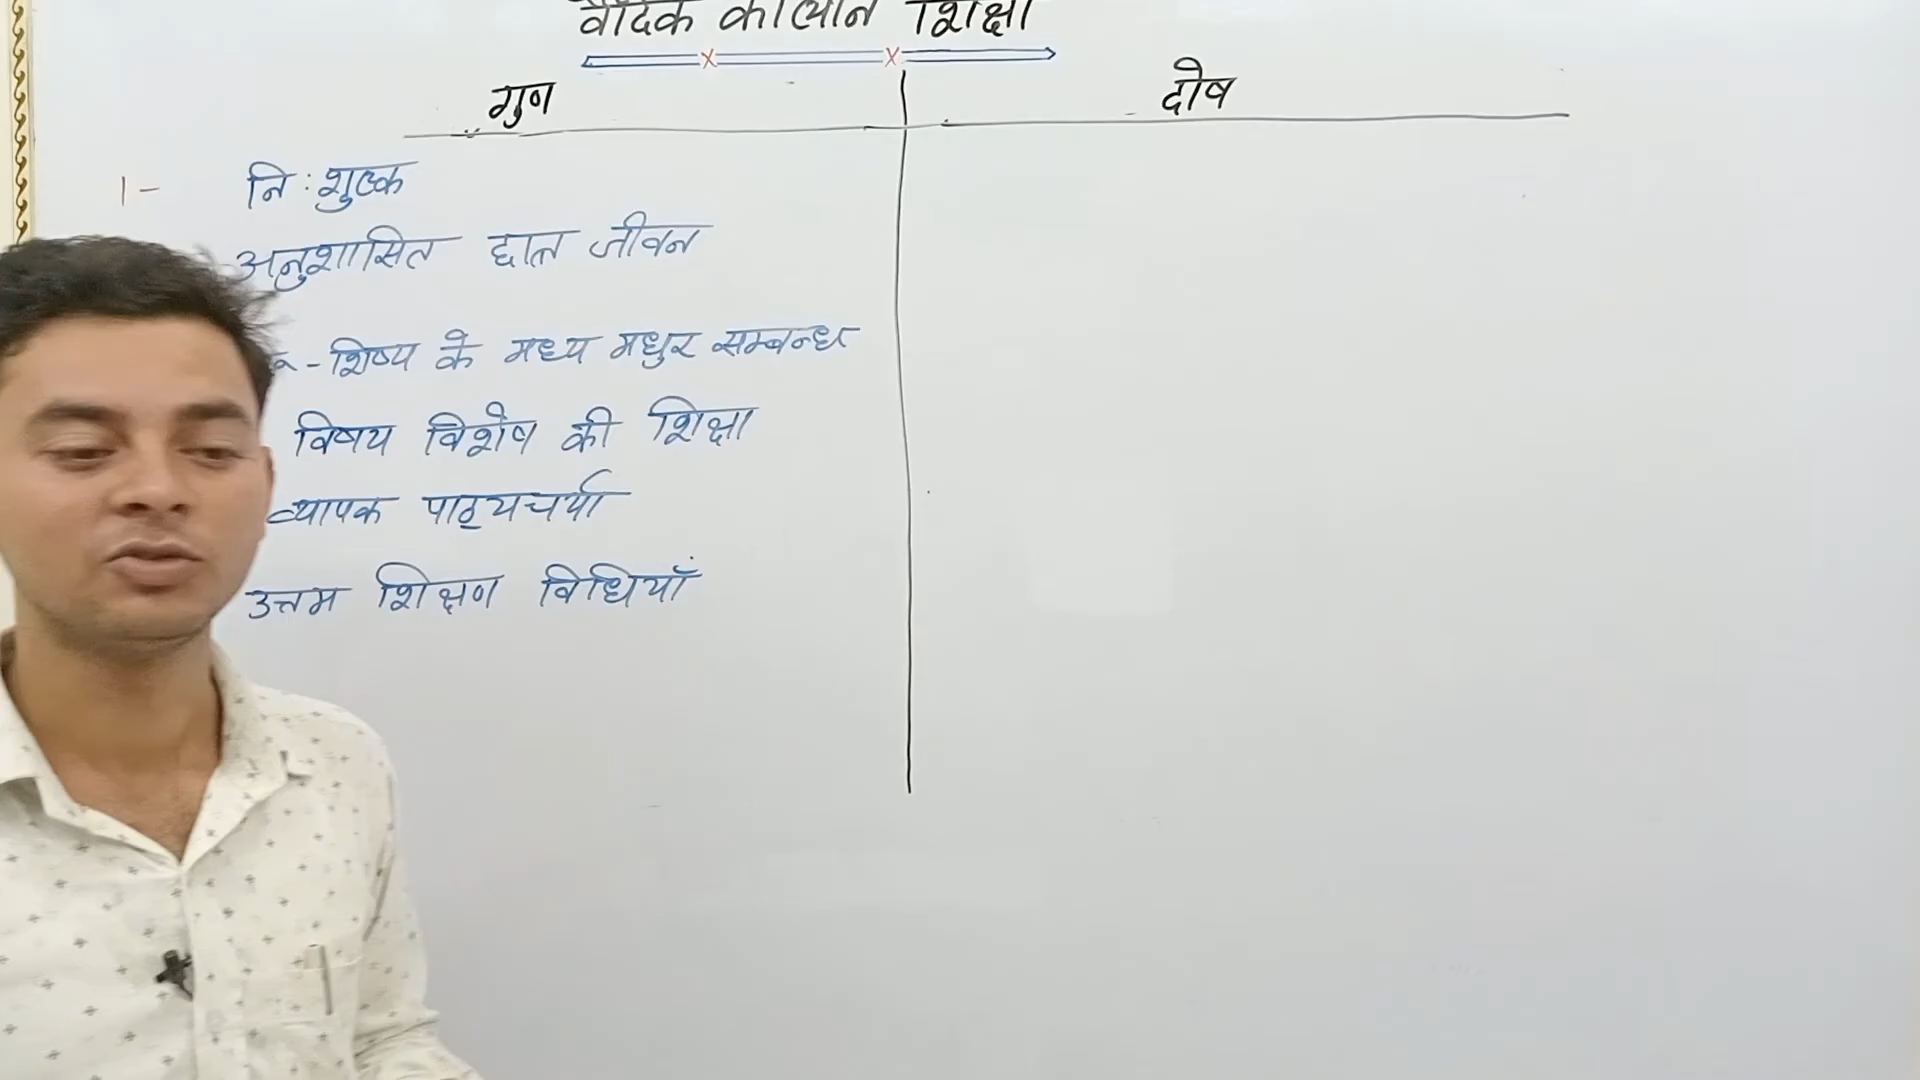 वैदिक कालीन शिक्षा
गुण दोष
1- नि:शुल्क
अनुशासित छात्र जीवन
-शिष्य के मध्य मधुर सम्बन्ध
विषय विशेष की शिक्षा
व्यापक पाठ्यचर्या
उत्तम शिक्षण विधियाँ